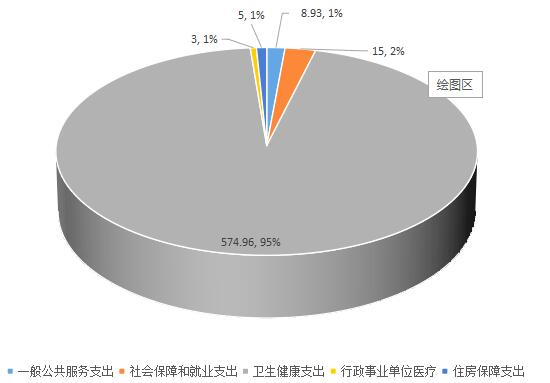 5, 1%
8.93, 1%
3, 1%
15, 2%
绘图区
574.96, 95%
一般公共服务支出 社会保障和就业支出 卫生健康支出 行政事业单位医疗 住房保障支出